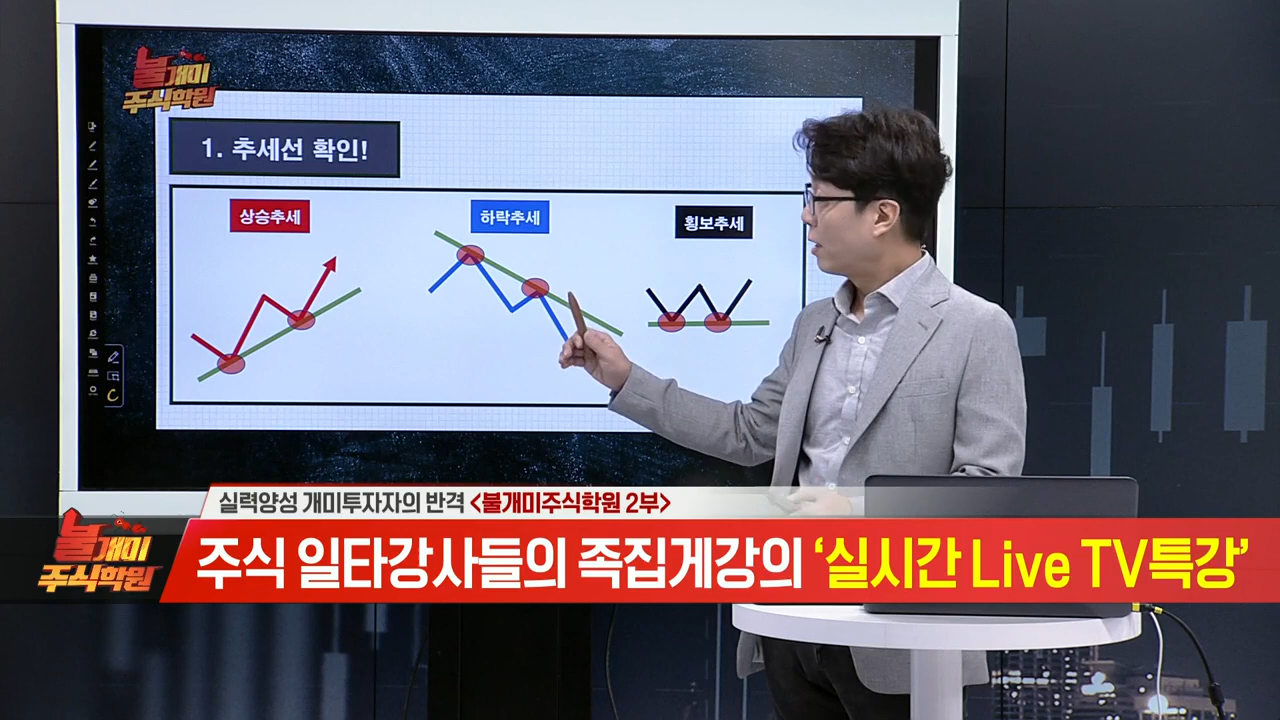 불개미
주식학원
1. 추세선 확인!
상승추세
하락추세
횡보추세
실력양성 개미투자자의 반격 <불개미주식학원 2부>
불개미
주식학원
주식 일타강사들의 족집게강의 ‘실시간 Live TV특강’